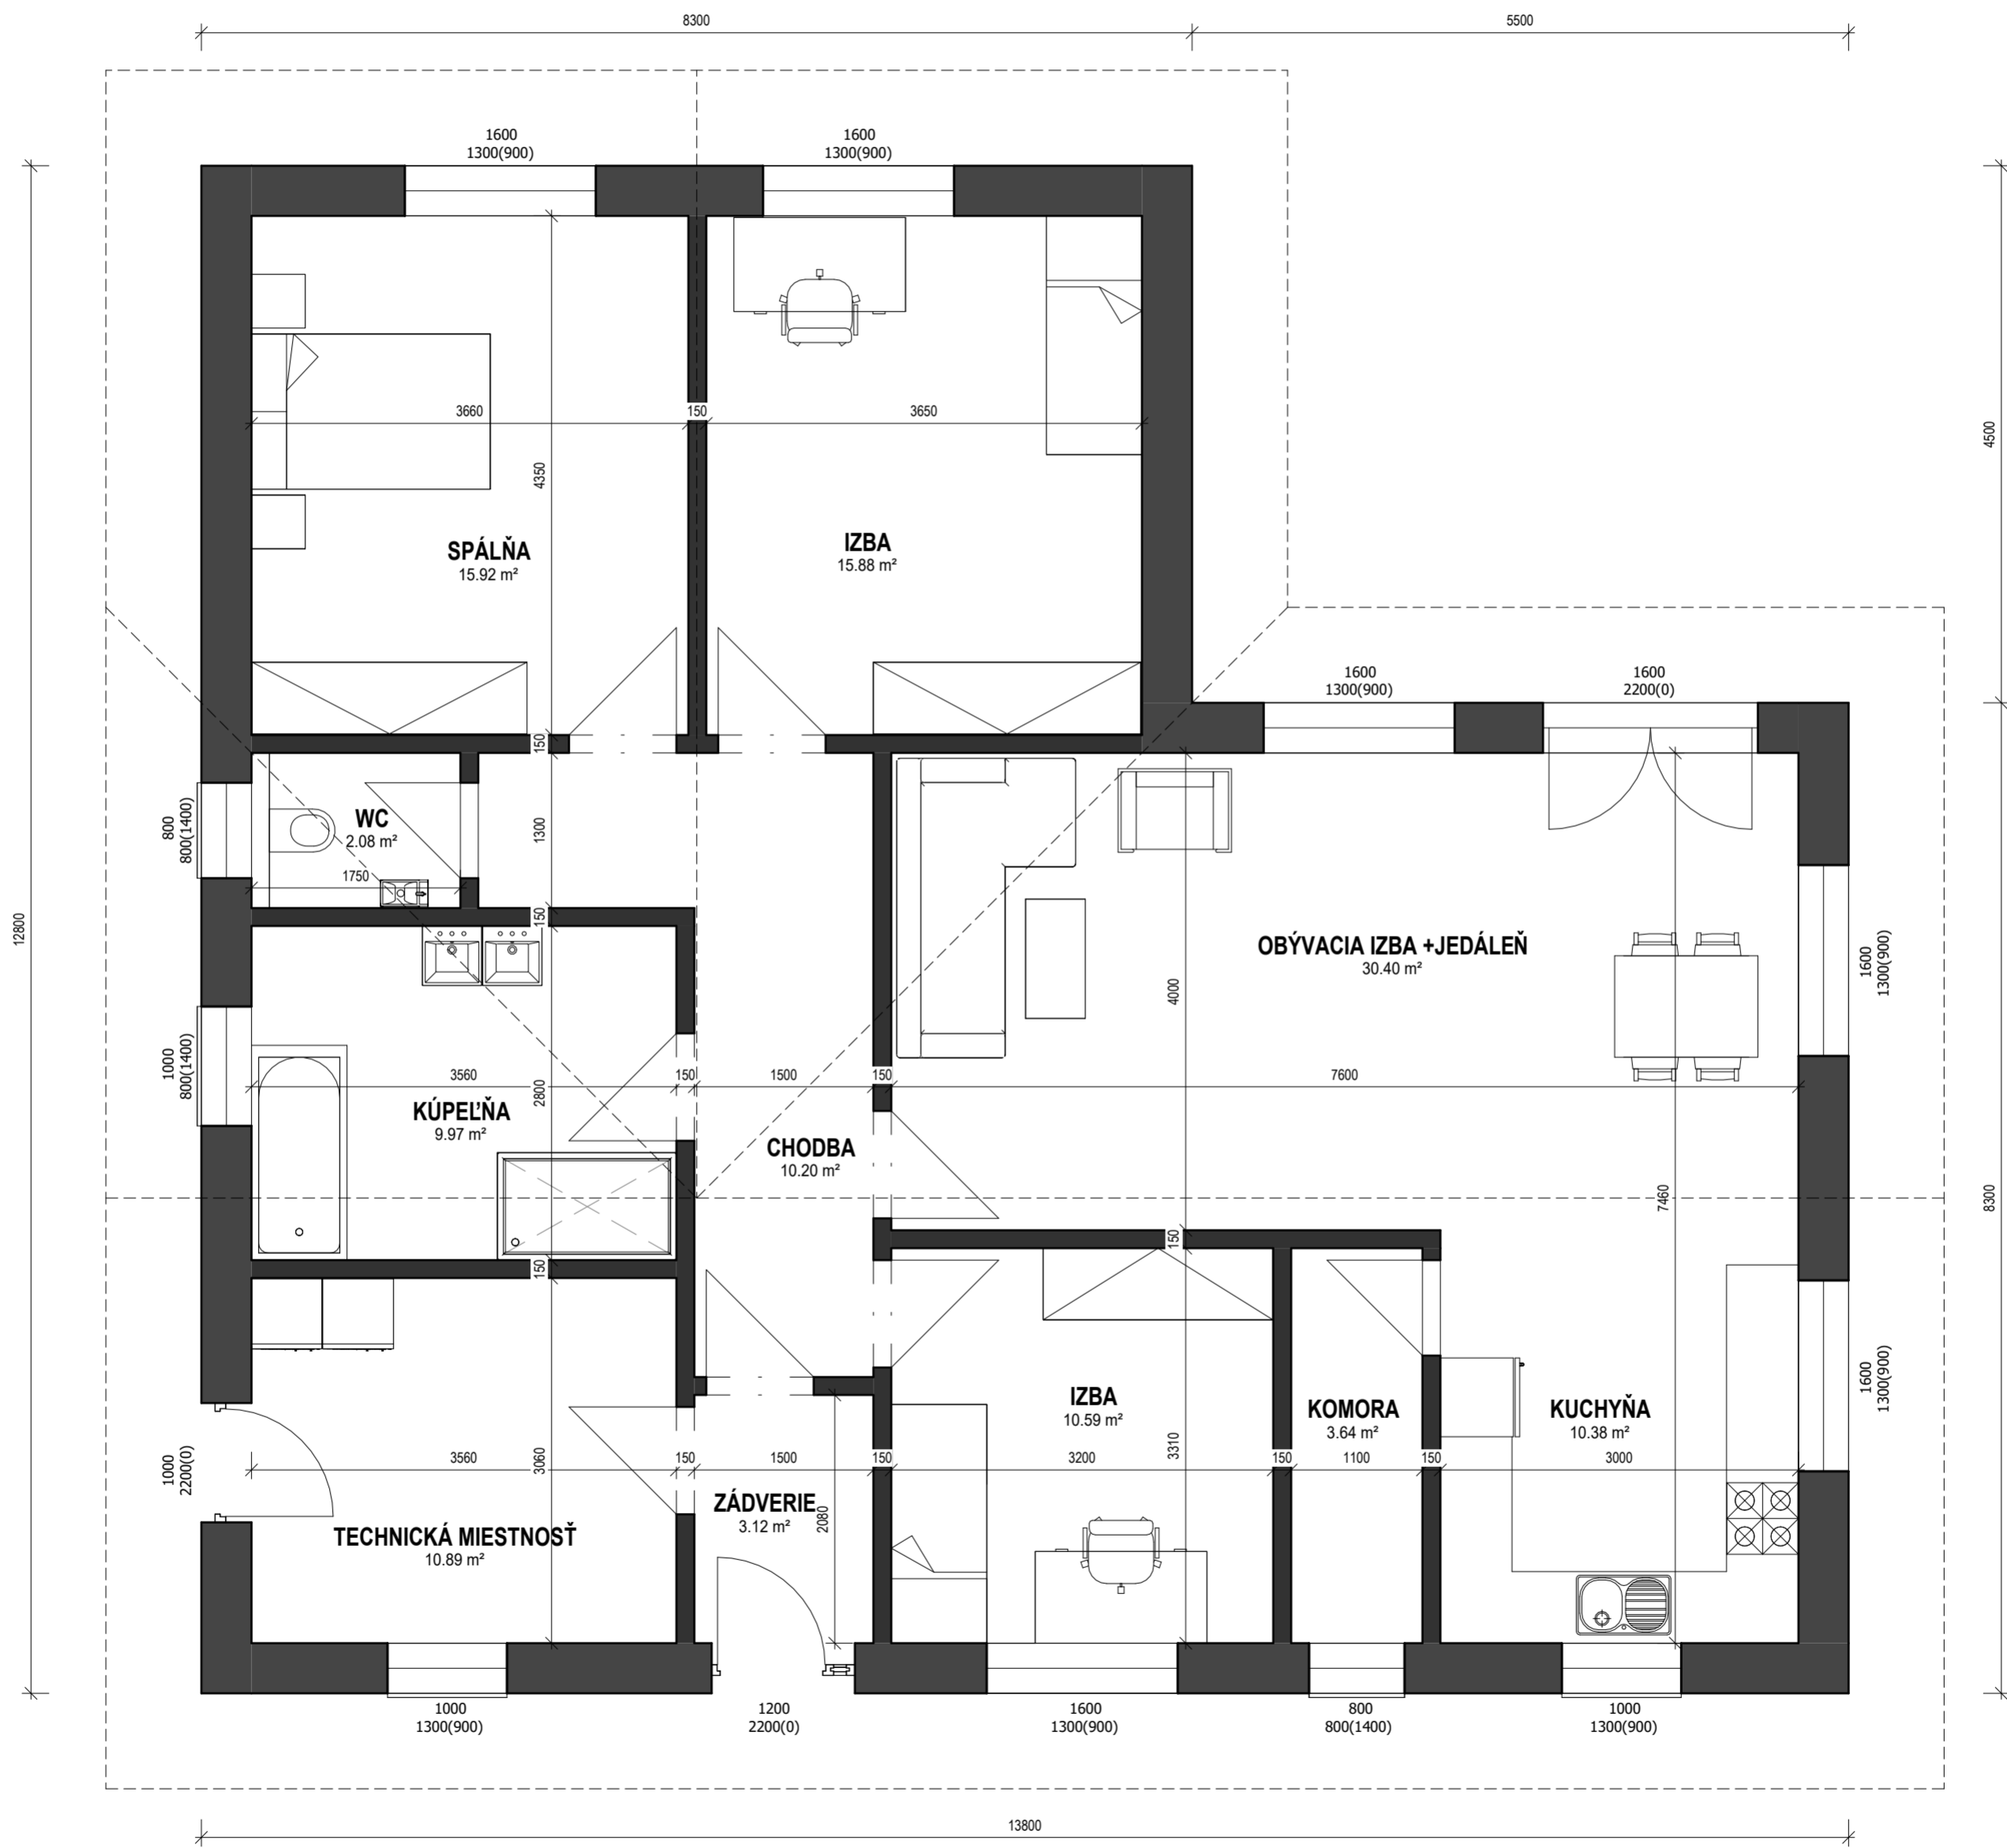 8300
5500
1600
1300(900)
1600
1300(900)
12800
4500
3660
150
3650
4350
SPÁLŇA
15.92 m²
IZBA
15.88 m²
1600
1300(900)
1600
2200(0)
150
800
800(1400)
WC
2.08 m²
1300
1750
150
OBÝVACIA IZBA +JEDÁLEŇ
30.40 m²
1600
1300(900)
4000
1000
800(1400)
3560
2800
150
1500
150
7600
KÚPEĽŇA
9.97 m²
CHODBA
10.20 m²
7460
8300
150
150
IZBA
10.59 m²
KOMORA
3.64 m²
KUCHYŇA
10.38 m²
1600
1300(900)
1000
2200(0)
3560
3060
150
1500
150
3200
3310
150
1100
150
3000
ZÁDVERIE
3.12 m²
2080
TECHNICKÁ MIESTNOSŤ
10.89 m²
1000
1300(900)
1200
2200(0)
1600
1300(900)
800
800(1400)
1000
1300(900)
13800